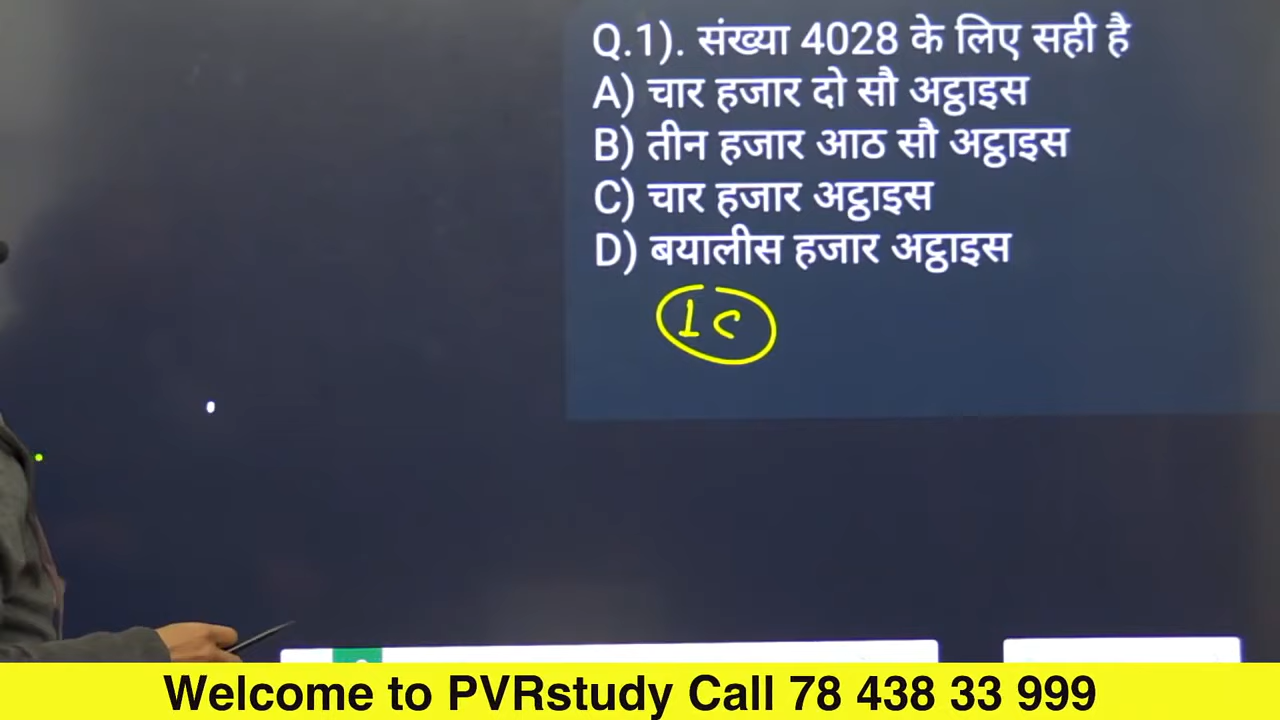 Q.1). संख्या 4028 के लिए सही है
A) चार हजार दो सौ अट्ठाइस
B) तीन हजार आठ सौ अट्ठाइस
C) चार हजार अट्ठाइस
D) बयालीस हजार अट्ठाइस
1 C
Welcome to PVRstudy Call 78 438 33 999